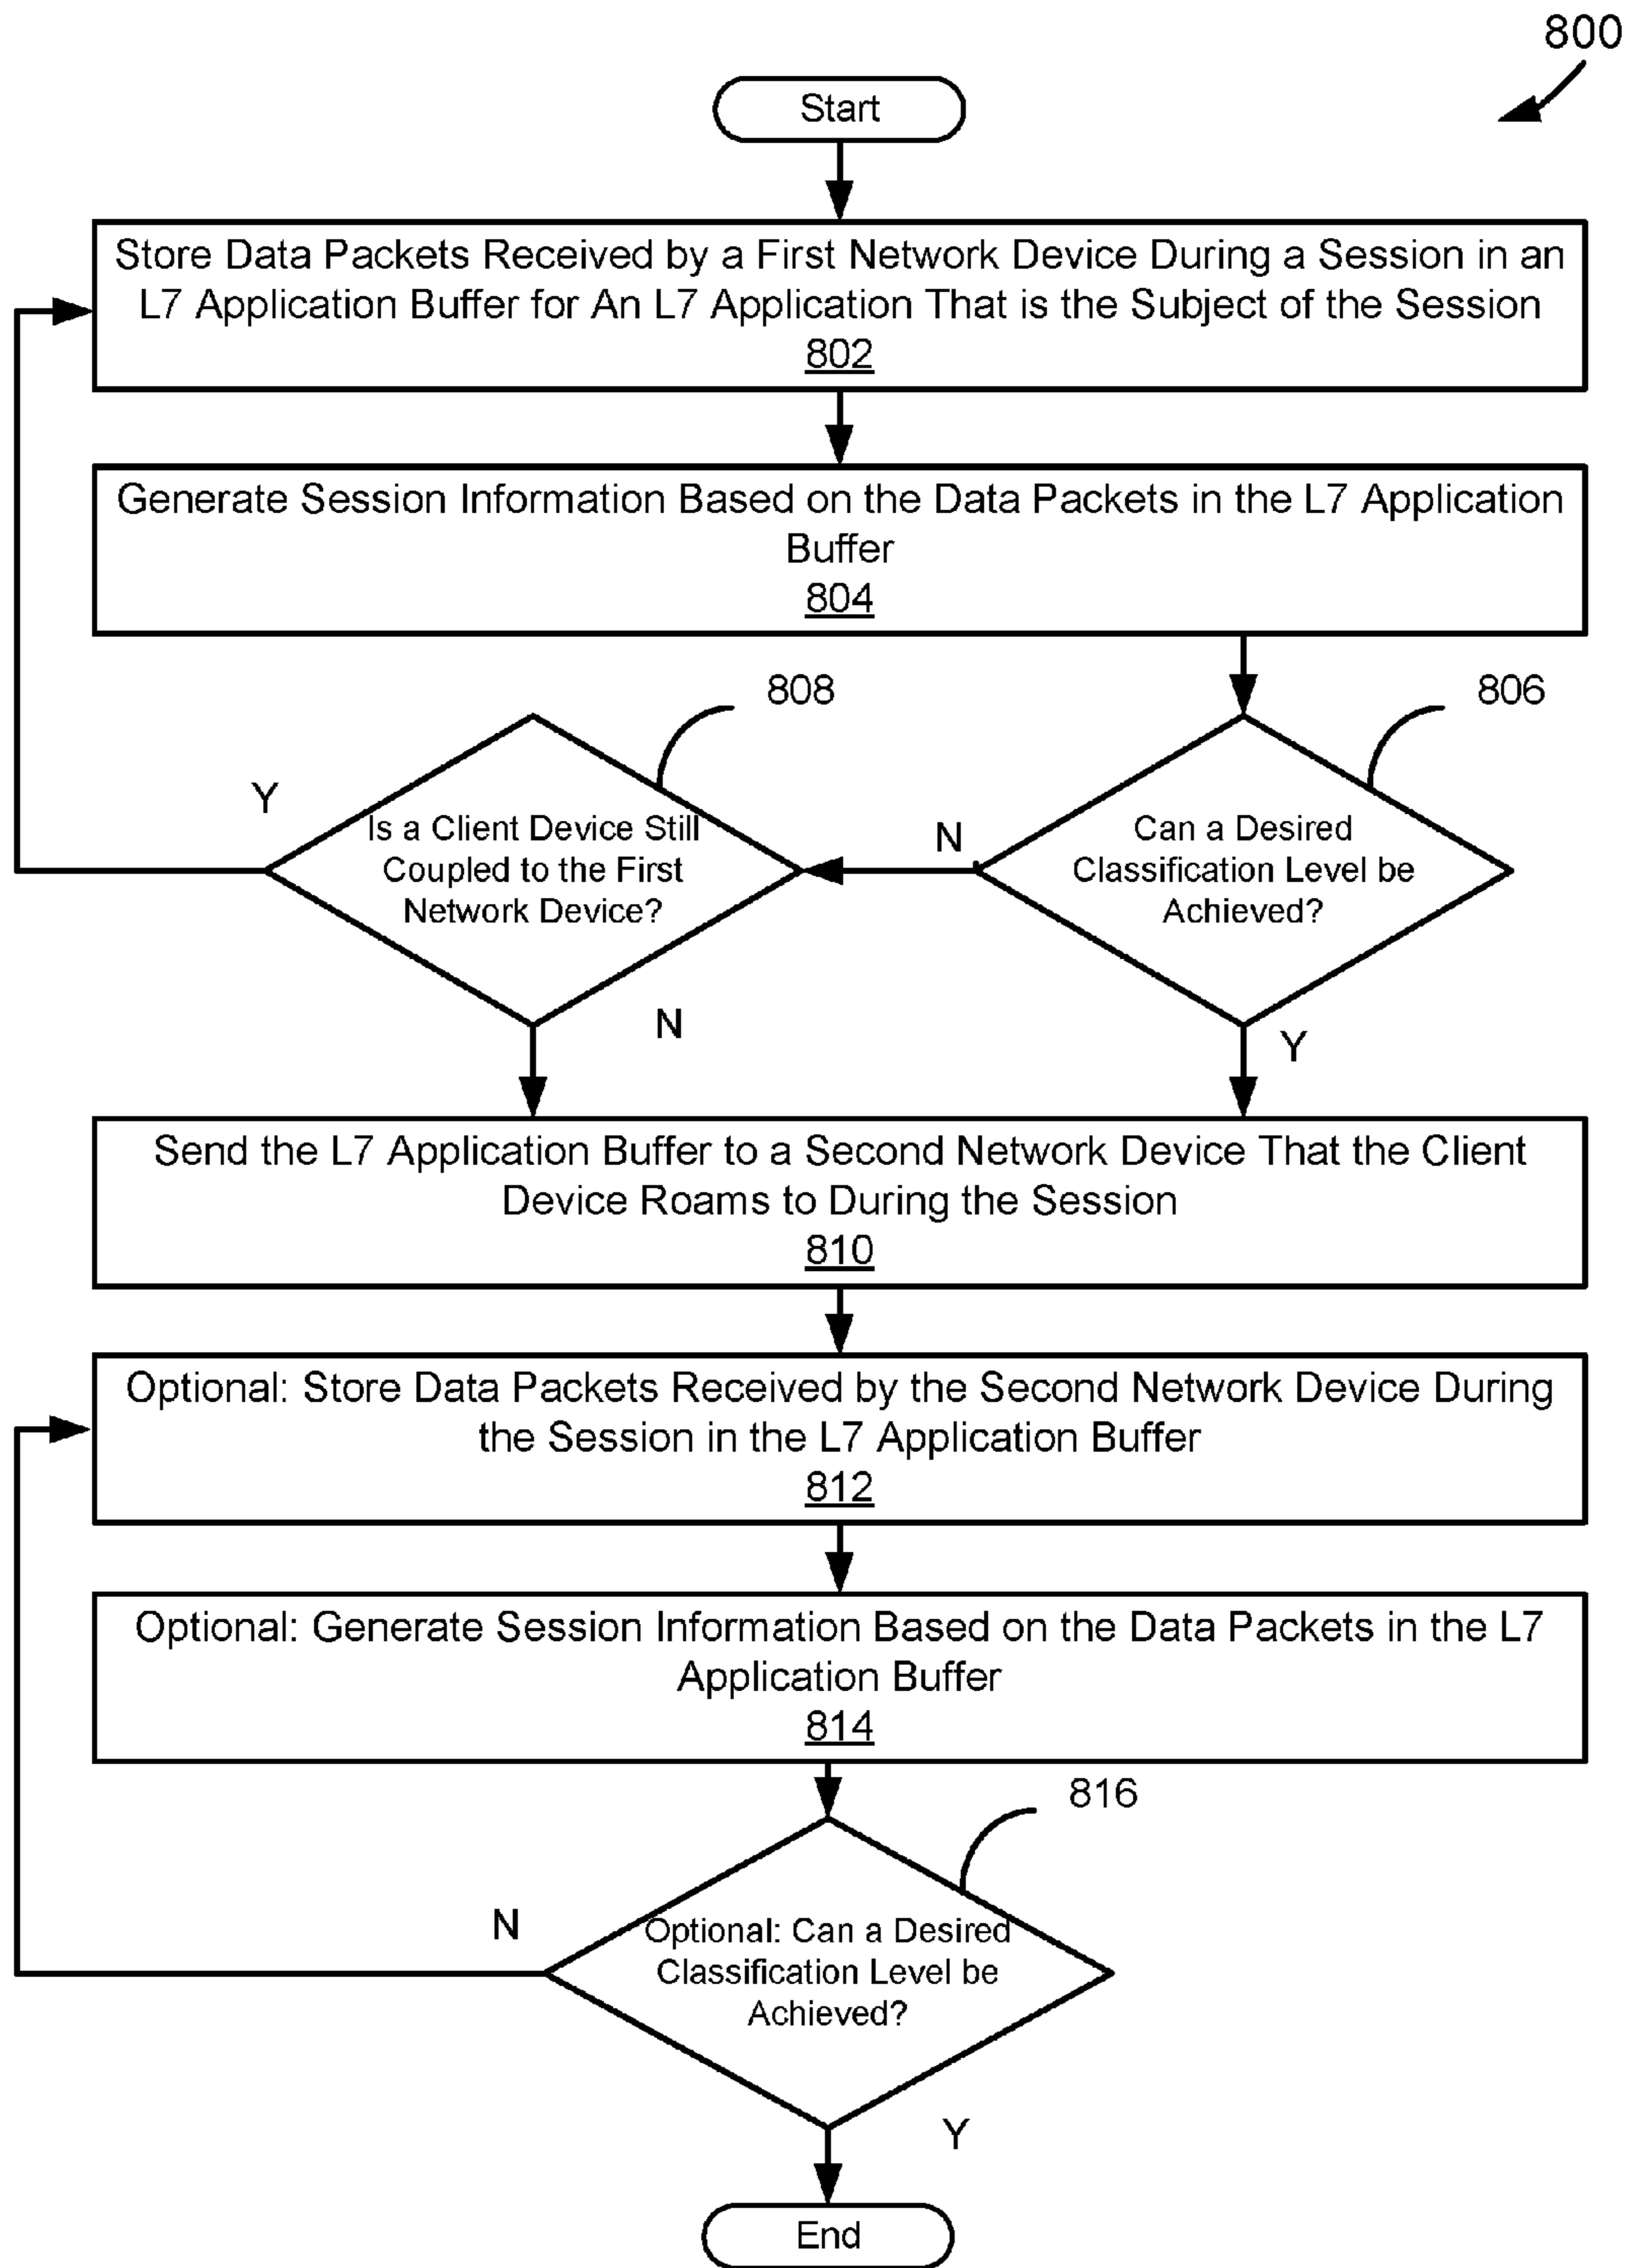 800
Start
Store Data Packets Received by a First Network Device During a Session in an
L7 Application Buffer for An L7 Application That is the Subject of the Session
802
Generate Session Information Based on the Data Packets in the L7 Application
Buffer
804
808
806
Y
Is a Client Device Still
Coupled to the First
Network Device?
N
Can a Desired
Classification Level be
Achieved?
N
Y
Send the L7 Application Buffer to a Second Network Device That the Client
Device Roams to During the Session
810
Optional: Store Data Packets Received by the Second Network Device During
the Session in the L7 Application Buffer
812
Optional: Generate Session Information Based on the Data Packets in the L7
Application Buffer
814
816
N
Optional: Can a Desired
Classification Level be
Achieved?
Y
End